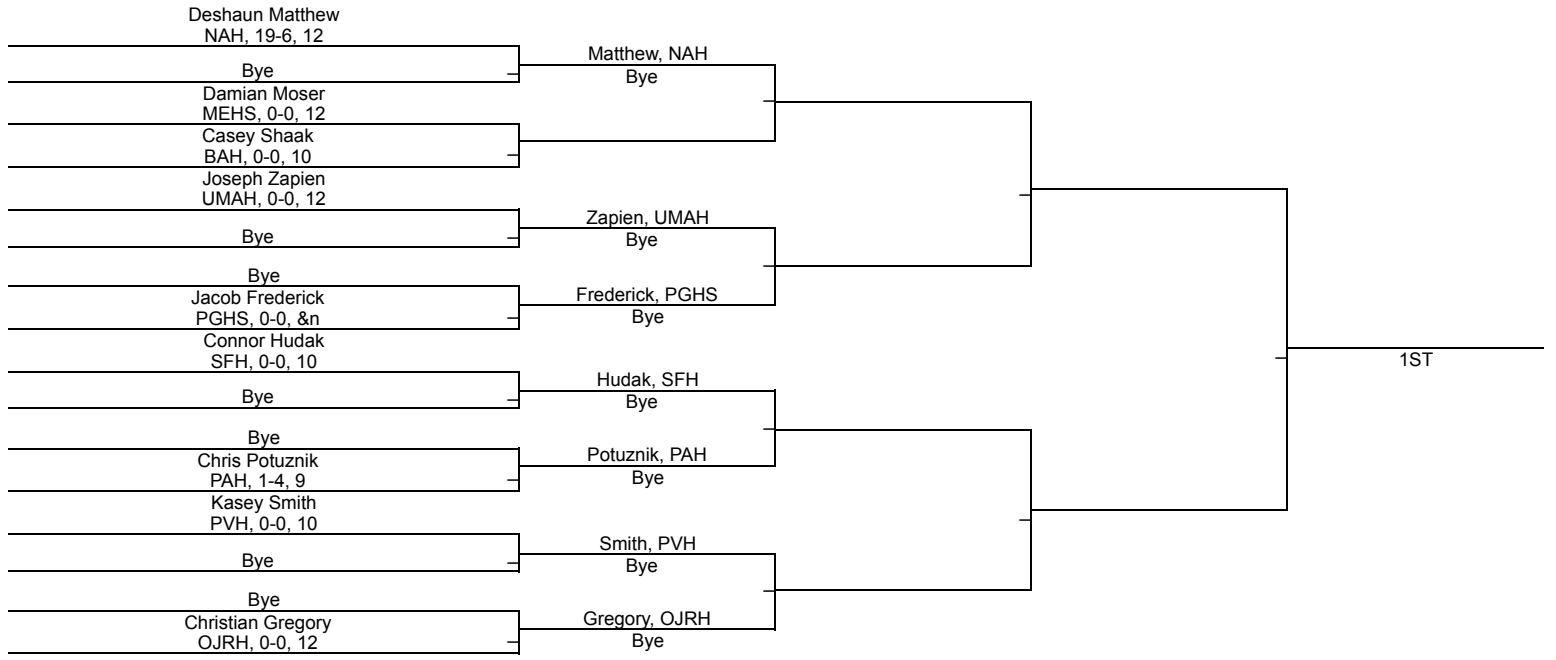 Deshaun Matthew
NAH, 19-6, 12
Bye
Damian Moser
MEHS, 0-0, 12
Casey Shaak
BAH, 0-0, 10
Joseph Zapien
UMAH, 0-0, 12
Bye
Bye
Jacob Frederick
PGHS, 0-0, &n
Connor Hudak
SFH, 0-0, 10
Bye
Bye
Chris Potuznik
PAH, 1-4, 9
Kasey Smith
PVH, 0-0, 10
Bye
Bye
Christian Gregory
OJRH, 0-0, 12
Matthew, NAH
Bye
Zapien, UMAH
Bye
Frederick, PGHS
Bye
Hudak, SFH
Bye
Potuznik, PAH
Bye
Smith, PVH
Bye
Gregory, OJRH
Bye
1ST